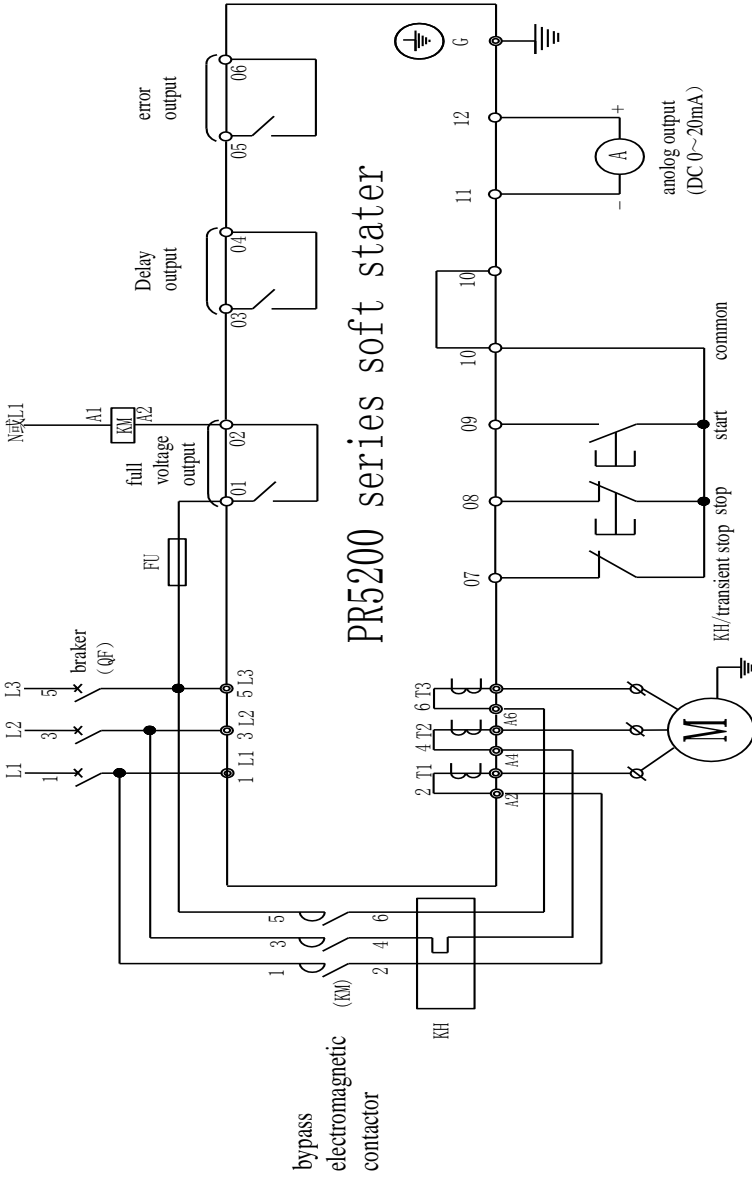 L1 L2 L3
1 3 5
braker
(QF)
FU
N或L1
A1
KM
A2
full
voltage
output
Delay
output
error
output
01 02 03 04 05 06
1 L1 3 L2 5 L3
PR5200 series soft stater
2 T1 4 T2 6 T3
A2 A4 A6
07 08 09 10 10 11 12 G
1 3 5
(KM)
2 4 6
KH
bypass
electromagnetic
contactor
M
KH/transient stop
stop
start
common
- A +
anolog output
(DC 0～20mA)